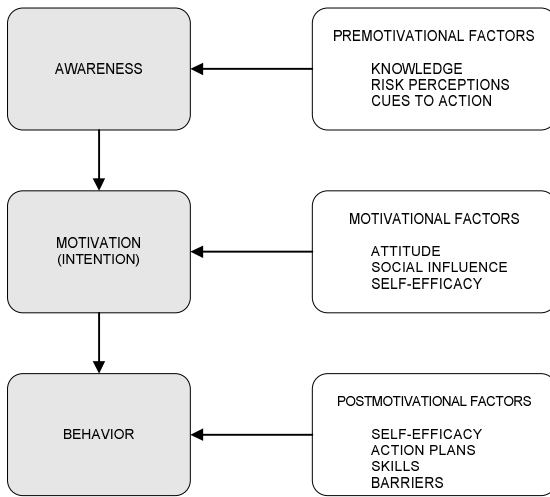 AWARENESS
PREMOTIVATIONAL FACTORS
KNOWLEDGE
RISK PERCEPTIONS
CUES TO ACTION
MOTIVATION
(INTENTION)
MOTIVATIONAL FACTORS
ATTITUDE
SOCIAL INFLUENCE
SELF-EFFICACY
BEHAVIOR
POSTMOTIVATIONAL FACTORS
SELF-EFFICACY
ACTION PLANS
SKILLS
BARRIERS